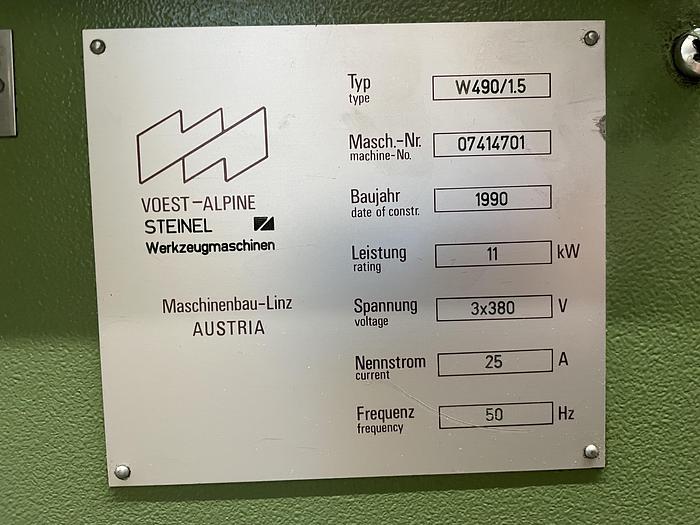 VOEST-ALPINE
STEINEL
Werkzeugmaschinen
Maschinenbau-Linz
AUSTRIA
Typ W490/1.5
type
Masch.-Nr. 07414701
machine-No.
Baujahr 1990
date of constr.
Leistung 11 kW
rating
Spannung 3x380 V
voltage
Nennstrom 25 A
current
Frequenz 50 Hz
frequency